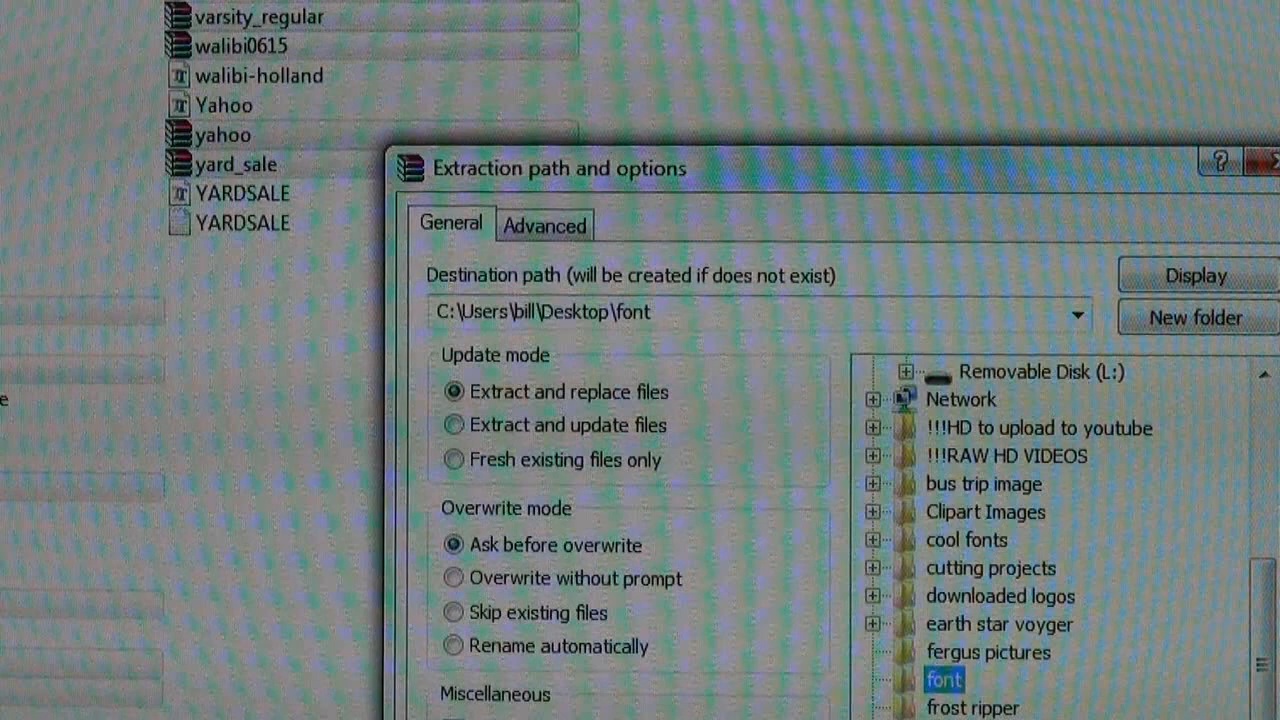 varsity_regular
walibi0615
walibi-holland
Yahoo
yahoo
yard_sale
YARDSALE
YARDSALE
e
Extraction path and options
General
Advanced
Destination path (will be created if does not exist)
Display
C:\Users\bill\Desktop\font
New folder
Update mode
Extract and replace files
Extract and update files
Fresh existing files only
Overwrite mode
Ask before overwrite
Overwrite without prompt
Skip existing files
Rename automatically
Miscellaneous
Removable Disk (L:)
Network
!!!HD to upload to youtube
!!!RAW HD VIDEOS
bus trip image
Clipart Images
cool fonts
cutting projects
downloaded logos
earth star voyger
fergus pictures
font
frost ripper